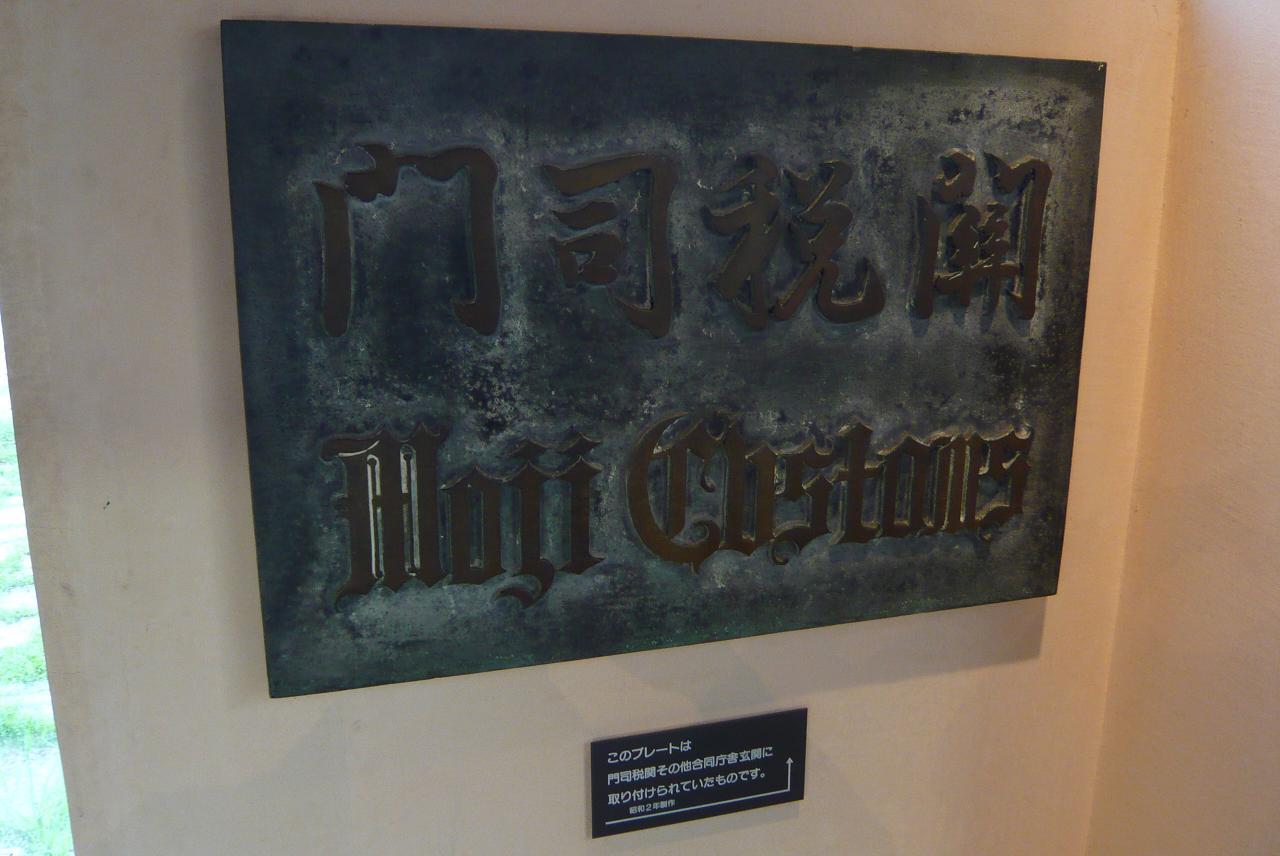 門司税関
Moji Customs
このプレートは
門司税関その他合同庁舎玄関に
取り付けられていたものです。
昭和2年製作